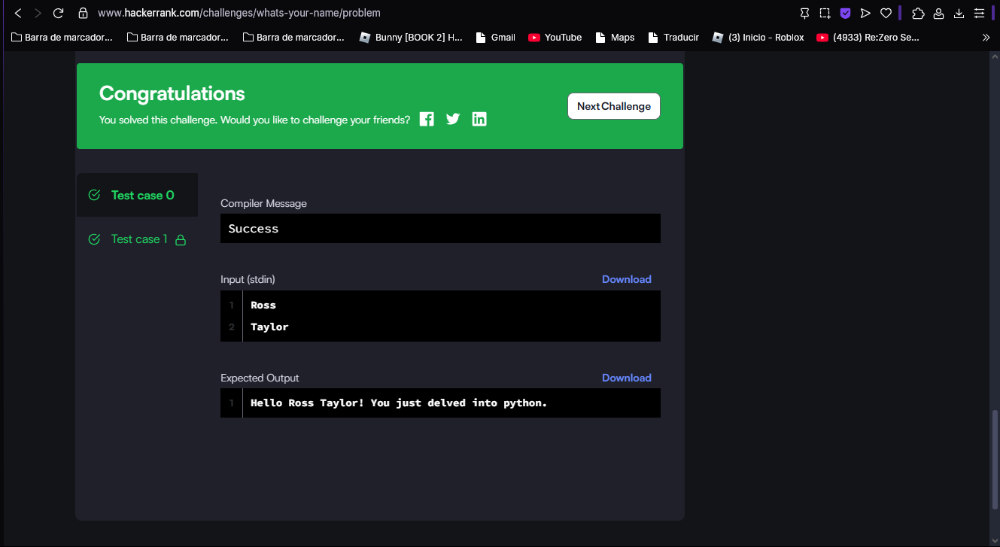 www.hackerrank.com/challenges/whats-your-name/problem
Barra de marcador... Barra de marcador... Barra de marcador... Bunny [BOOK 2] H... Gmail YouTube Maps Traducir (3) Inicio - Roblox (4933) Re:Zero Se... »
Congratulations
You solved this challenge. Would you like to challenge your friends?
Next Challenge
Test case 0
Test case 1
Compiler Message
Success
Input (stdin) Download
1 Ross
2 Taylor
Expected Output Download
1 Hello Ross Taylor! You just delved into python.